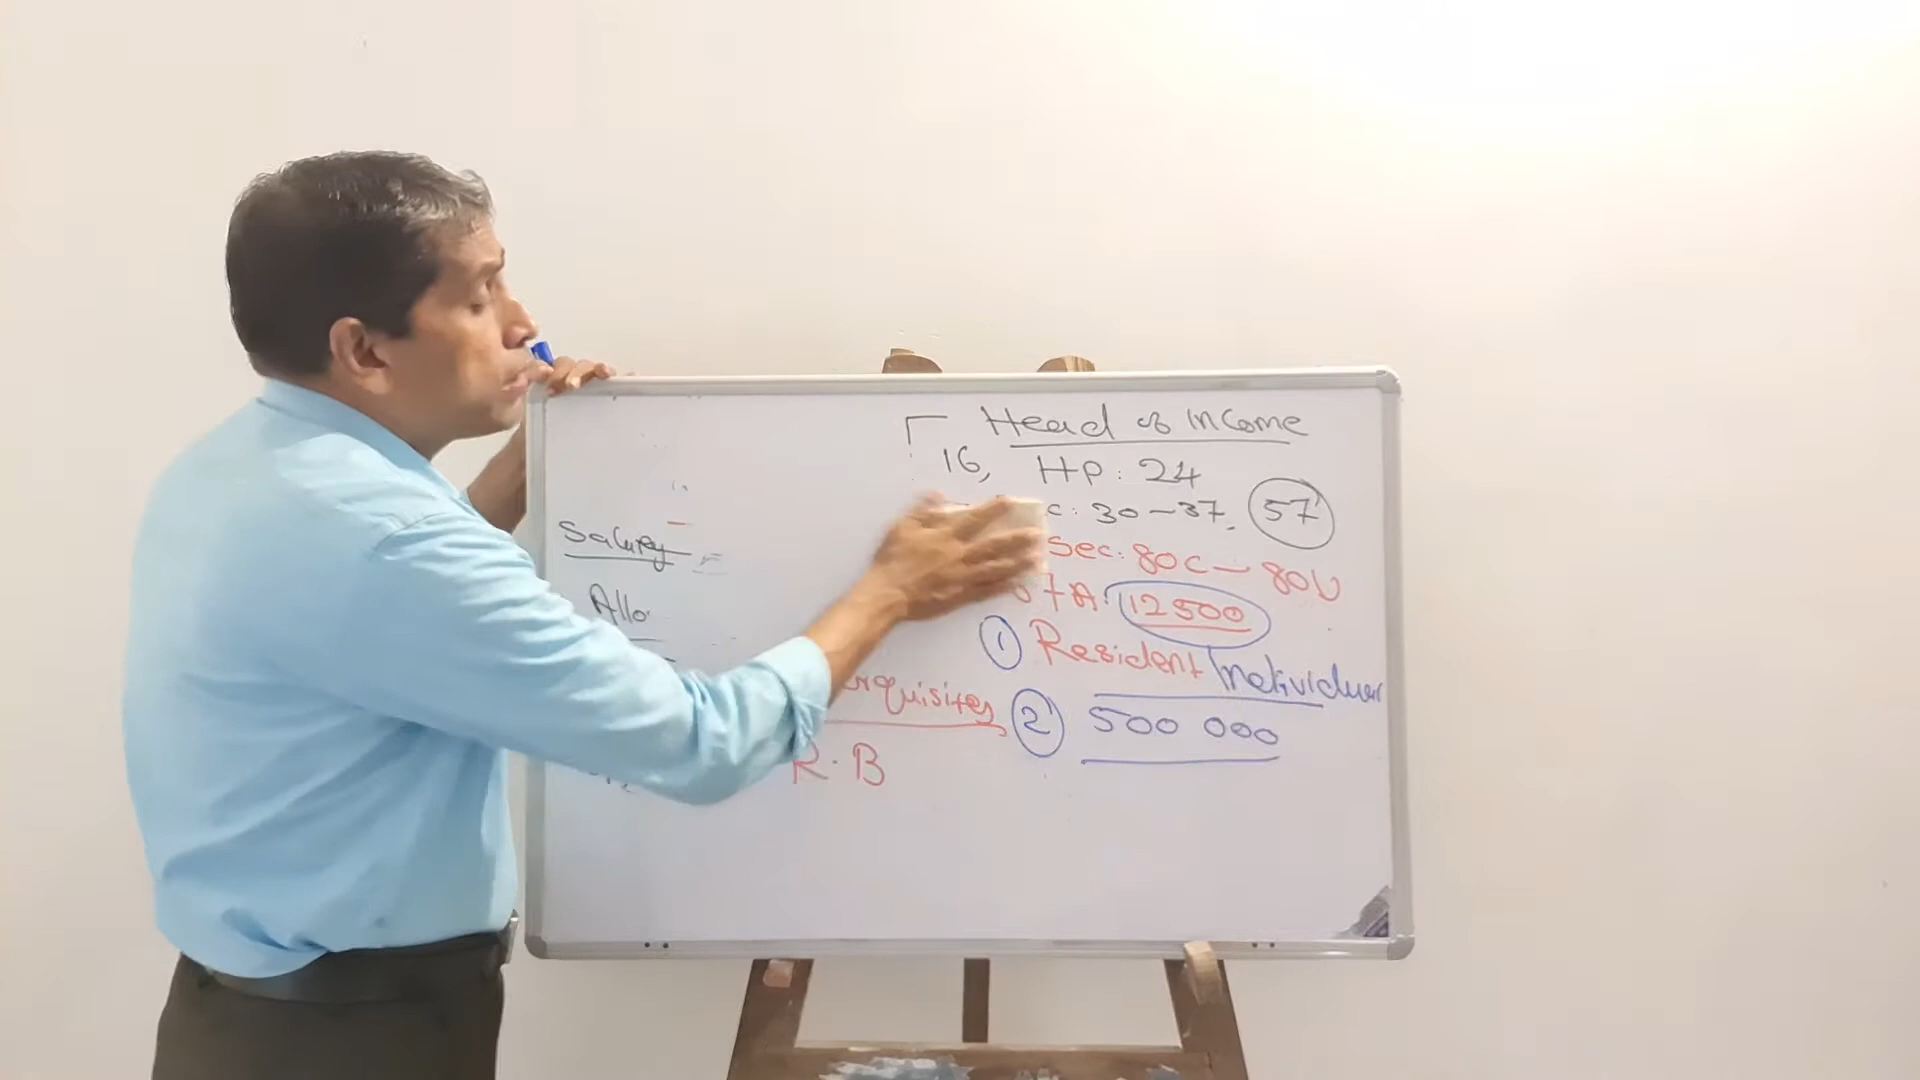 Head of Income
16, HP: 24
c: 30-37, 57
Salary
Sec: 80C - 80U
Allo
7A: 12500
1 Resident Individual
rquisites
2 500 000
R.B